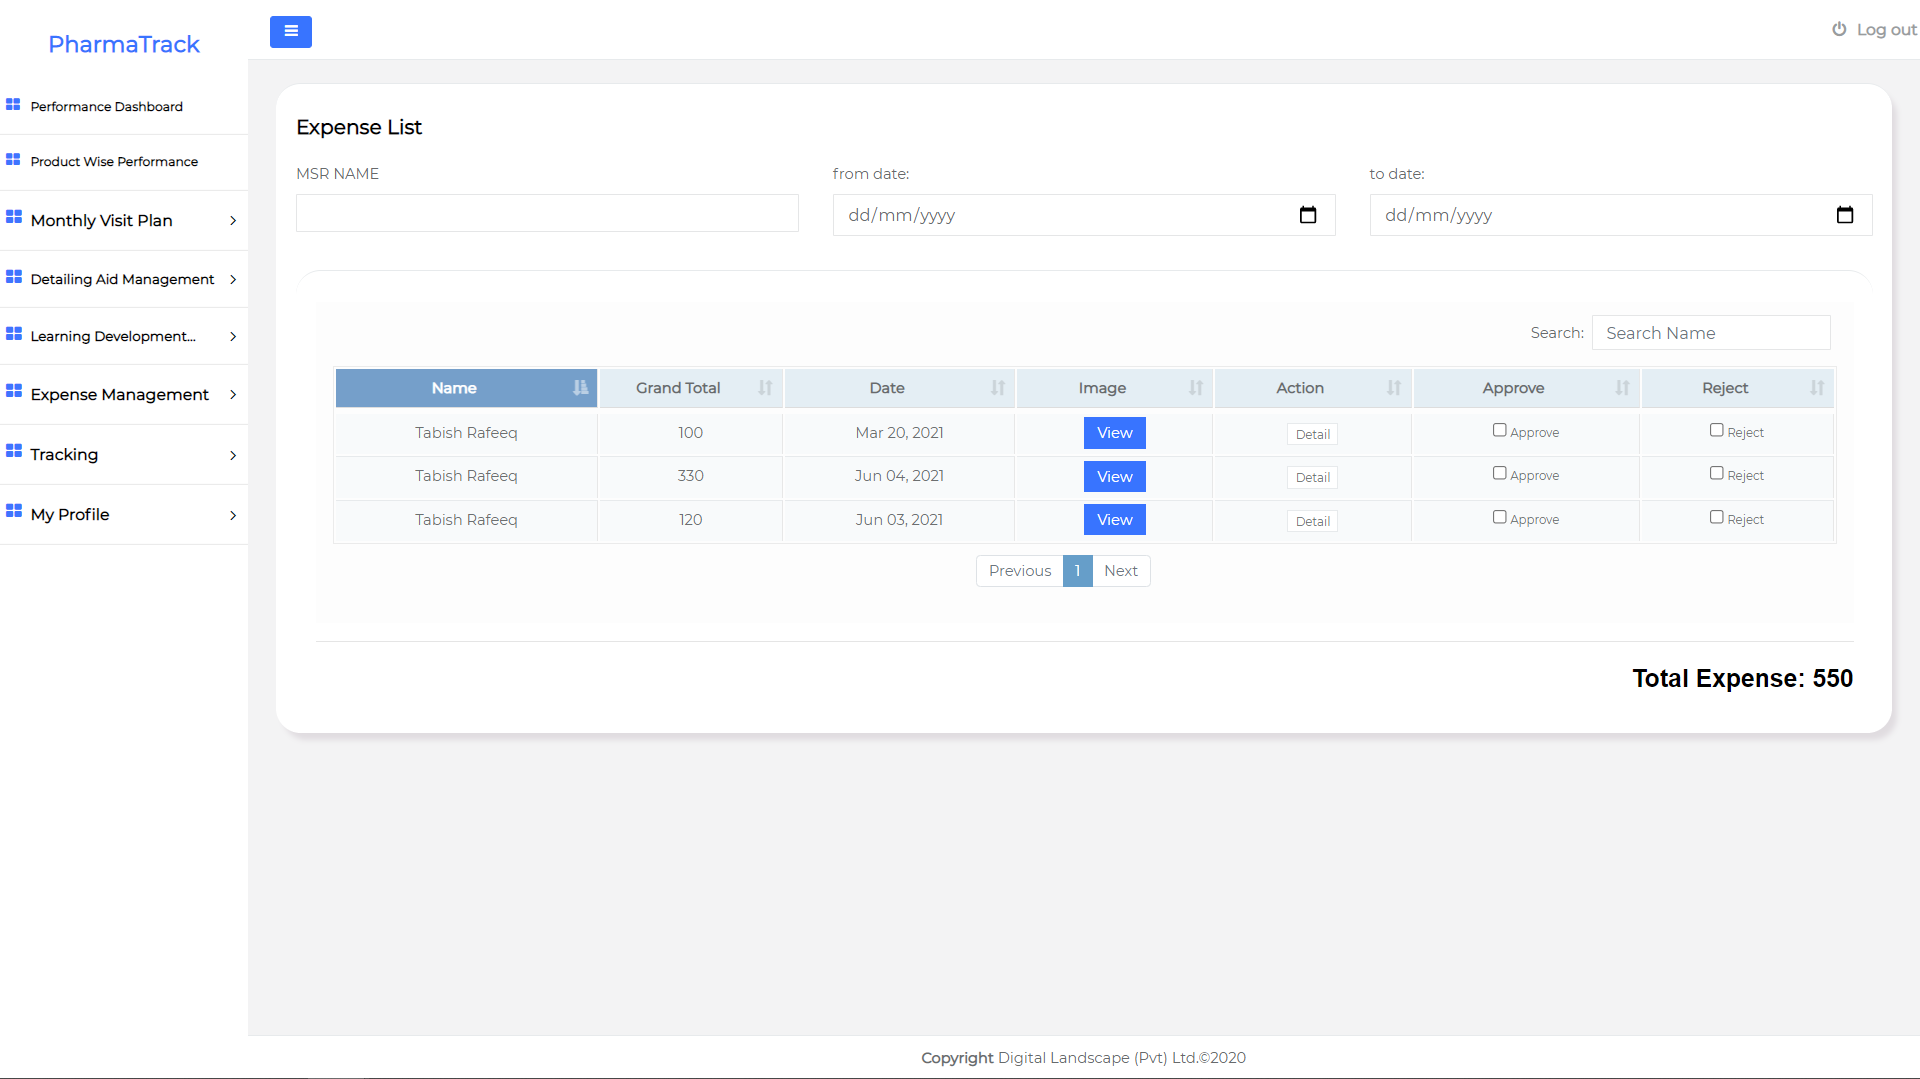 PharmaTrack
Log out
Performance Dashboard
Product Wise Performance
Monthly Visit Plan
Detailing Aid Management
Learning Development...
Expense Management
Tracking
My Profile
Expense List
MSR NAME from date: to date:
dd/mm/yyyy dd/mm/yyyy
Search: Search Name
Name Grand Total Date Image Action Approve Reject
Tabish Rafeeq 100 Mar 20, 2021 View Detail Approve Reject
Tabish Rafeeq 330 Jun 04, 2021 View Detail Approve Reject
Tabish Rafeeq 120 Jun 03, 2021 View Detail Approve Reject
Previous 1 Next
Total Expense: 550
Copyright Digital Landscape (Pvt) Ltd.©2020